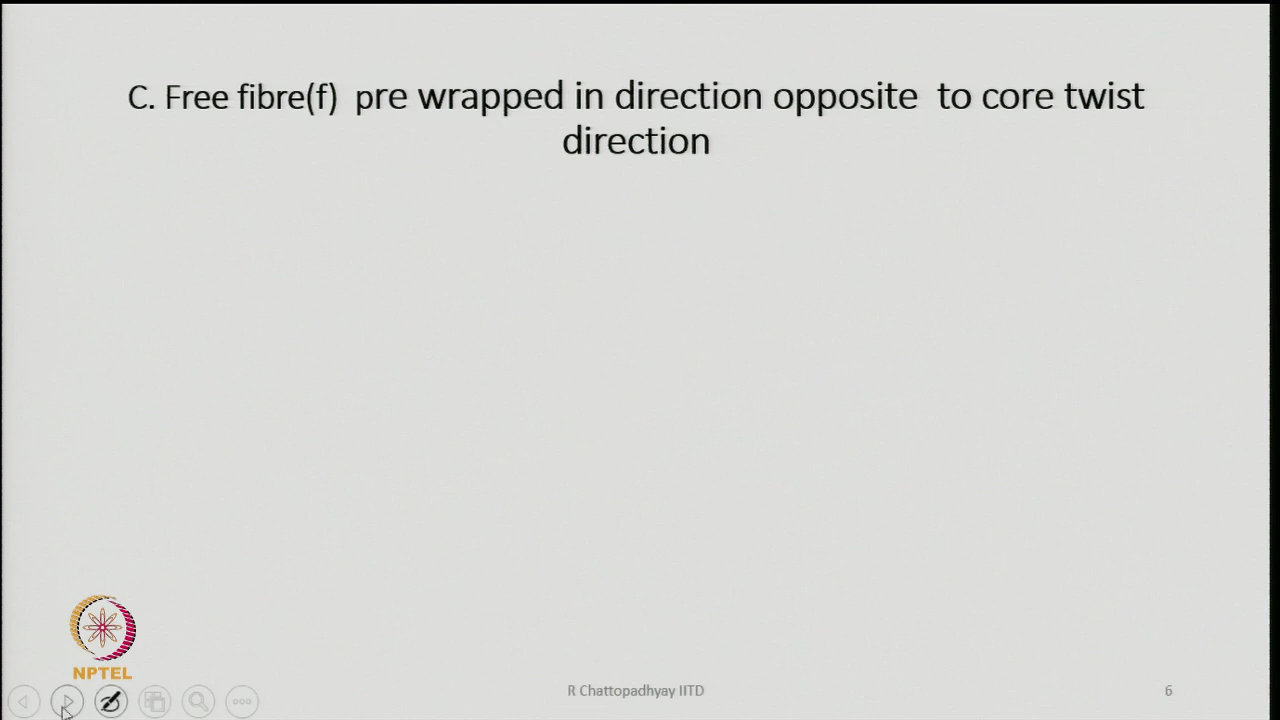 C. Free fibre(f) pre wrapped in direction opposite to core twist
direction
NPTEL
R Chattopadhyay IITD
6